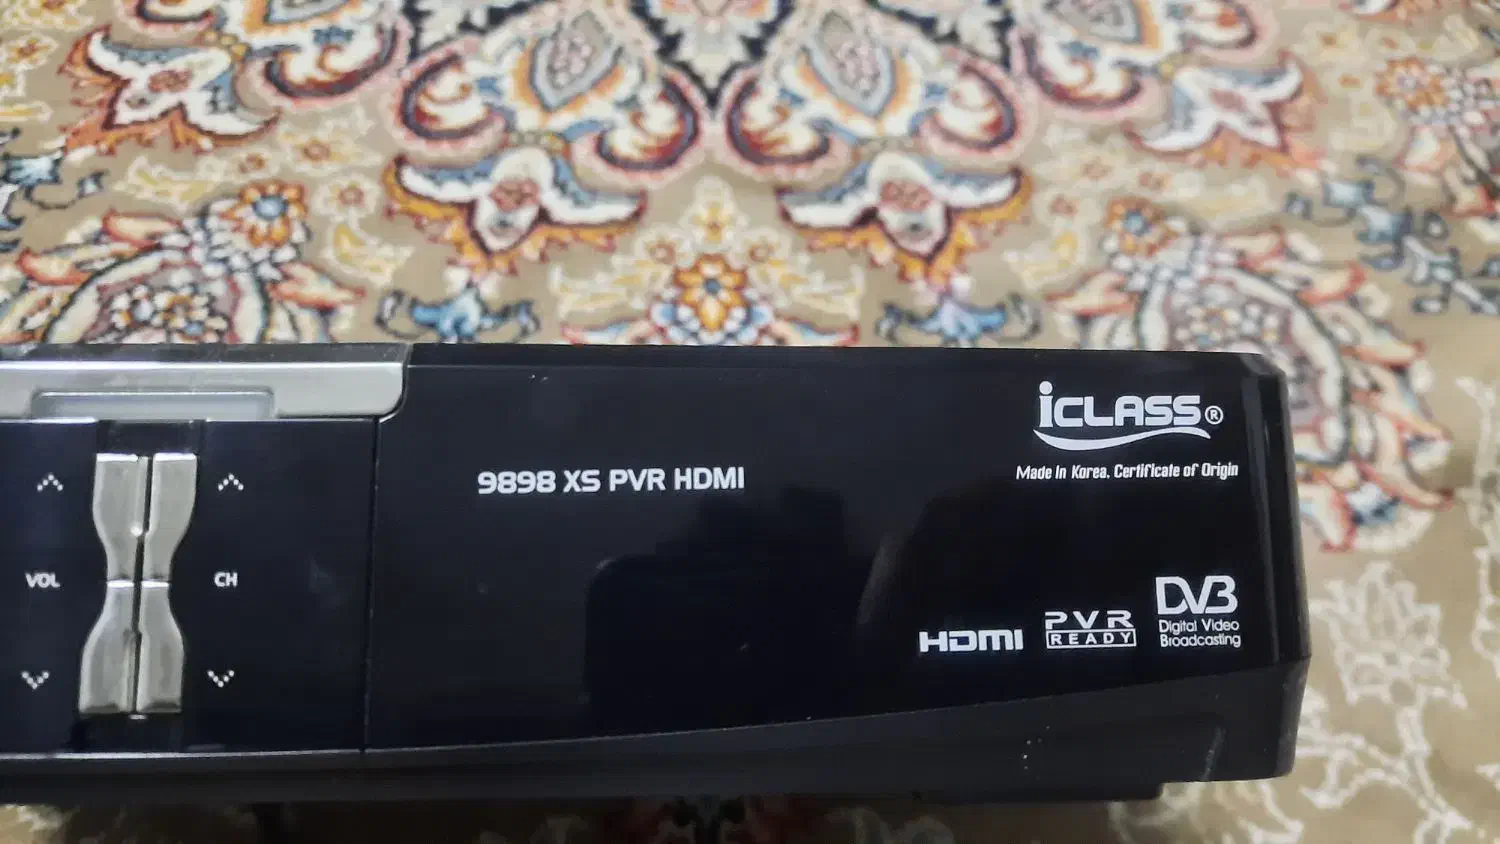 iCLASS®
Made In Korea. Certificate of Origin
9898 XS PVR HDMI
VOL
CH
HDMI
PVR
READY
DVB
Digital Video
Broadcasting